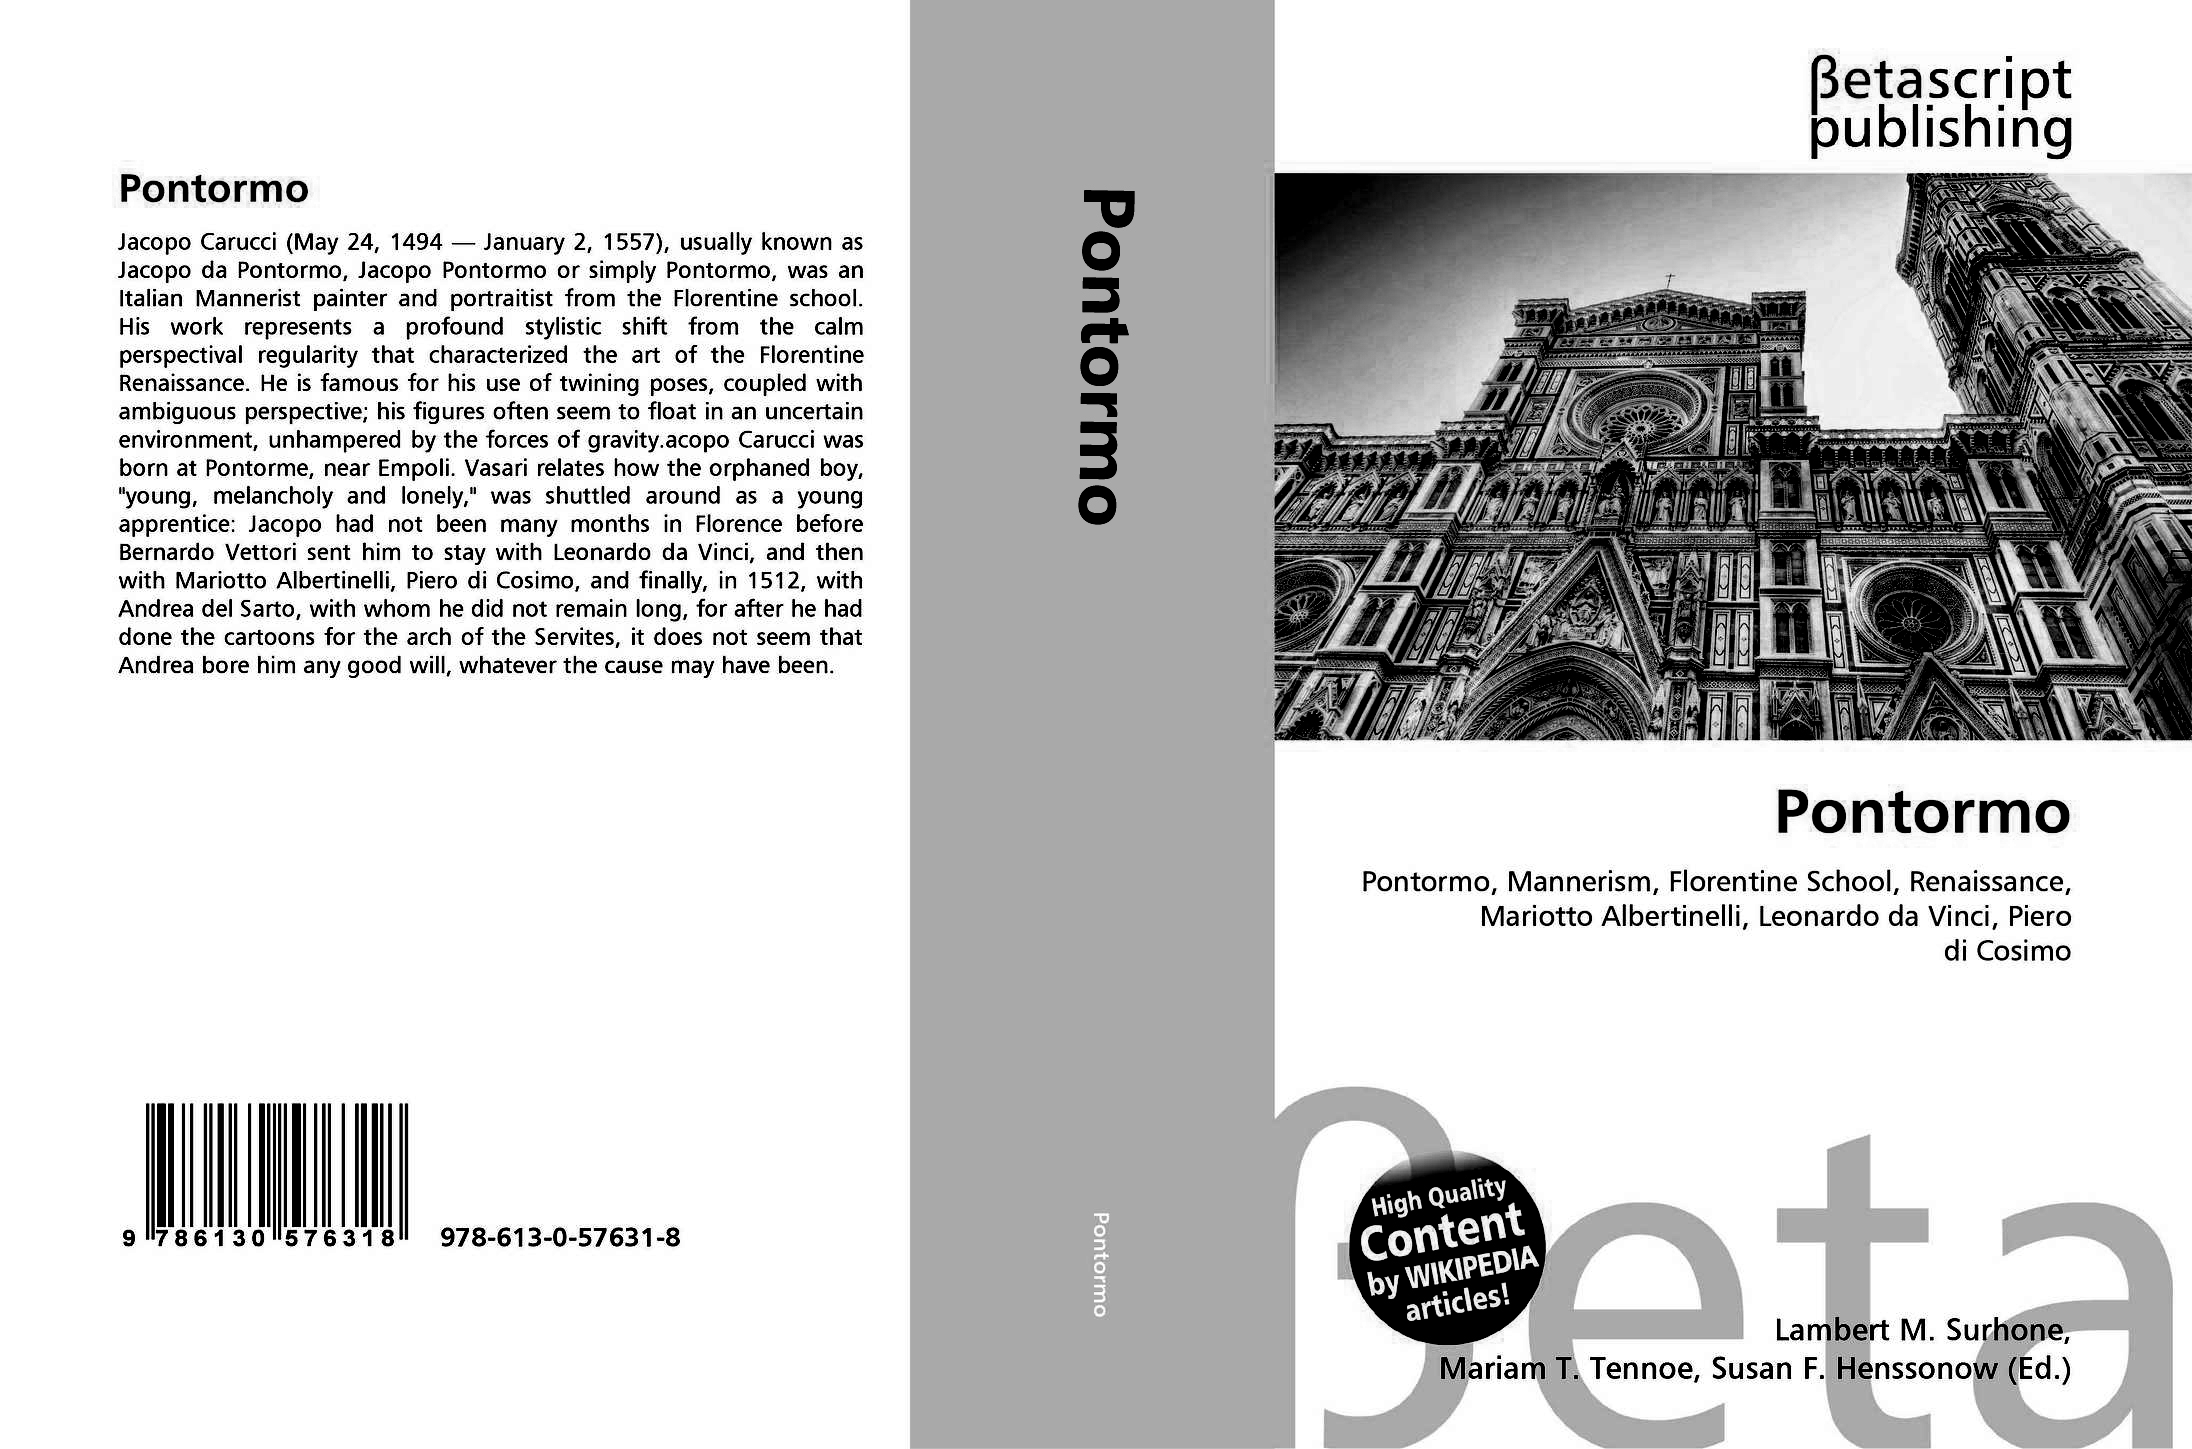 Pontormo
Jacopo Carucci (May 24, 1494 — January 2, 1557), usually known as
Jacopo da Pontormo, Jacopo Pontormo or simply Pontormo, was an
Italian Mannerist painter and portraitist from the Florentine school.
His work represents a profound stylistic shift from the calm
perspectival regularity that characterized the art of the Florentine
Renaissance. He is famous for his use of twining poses, coupled with
ambiguous perspective; his figures often seem to float in an uncertain
environment, unhampered by the forces of gravity.acopo Carucci was
born at Pontorme, near Empoli. Vasari relates how the orphaned boy,
"young, melancholy and lonely," was shuttled around as a young
apprentice: Jacopo had not been many months in Florence before
Bernardo Vettori sent him to stay with Leonardo da Vinci, and then
with Mariotto Albertinelli, Piero di Cosimo, and finally, in 1512, with
Andrea del Sarto, with whom he did not remain long, for after he had
done the cartoons for the arch of the Servites, it does not seem that
Andrea bore him any good will, whatever the cause may have been.
9 786130 576318
978-613-0-57631-8
Pontormo
Pontormo
βetascript
publishing
Pontormo
Pontormo, Mannerism, Florentine School, Renaissance,
Mariotto Albertinelli, Leonardo da Vinci, Piero
di Cosimo
βeta
High Quality
Content
by WIKIPEDIA
articles!
Lambert M. Surhone,
Mariam T. Tennoe, Susan F. Henssonow (Ed.)